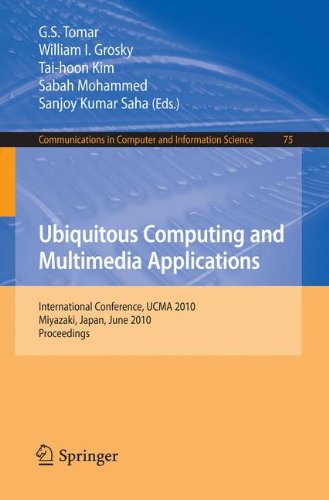 G.S. Tomar
William I. Grosky
Tai-hoon Kim
Sabah Mohammed
Sanjoy Kumar Saha (Eds.)
Communications in Computer and Information Science 75
Ubiquitous Computing and
Multimedia Applications
International Conference, UCMA 2010
Miyazaki, Japan, June 2010
Proceedings
Springer